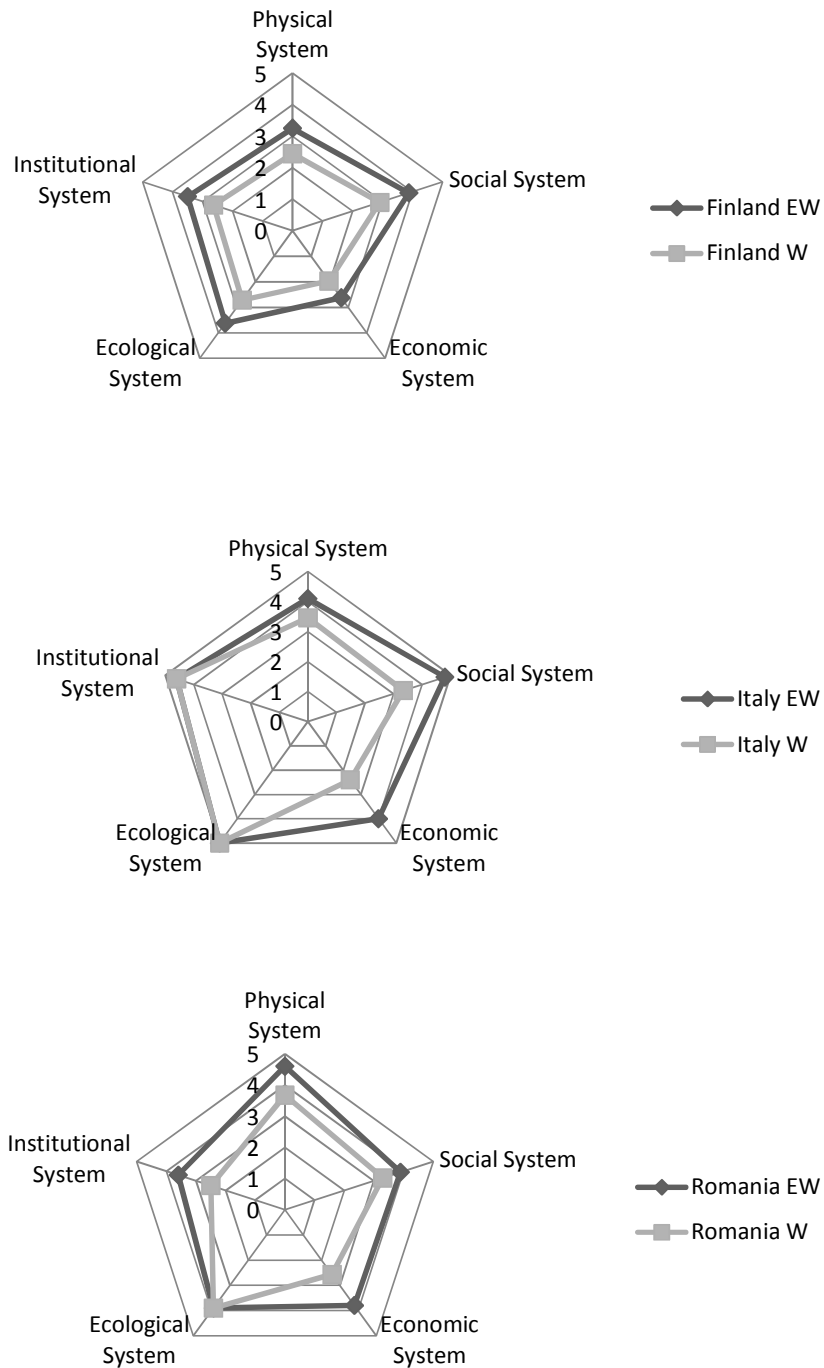 Physical
System
5
4
3
2
1
0
Institutional
System
Social System
Ecological
System
Economic
System
Finland EW
Finland W
Physical System
5
4
3
2
1
0
Institutional
System
Social System
Ecological
System
Economic
System
Italy EW
Italy W
Physical
System
5
4
3
2
1
0
Institutional
System
Social System
Ecological
System
Economic
System
Romania EW
Romania W